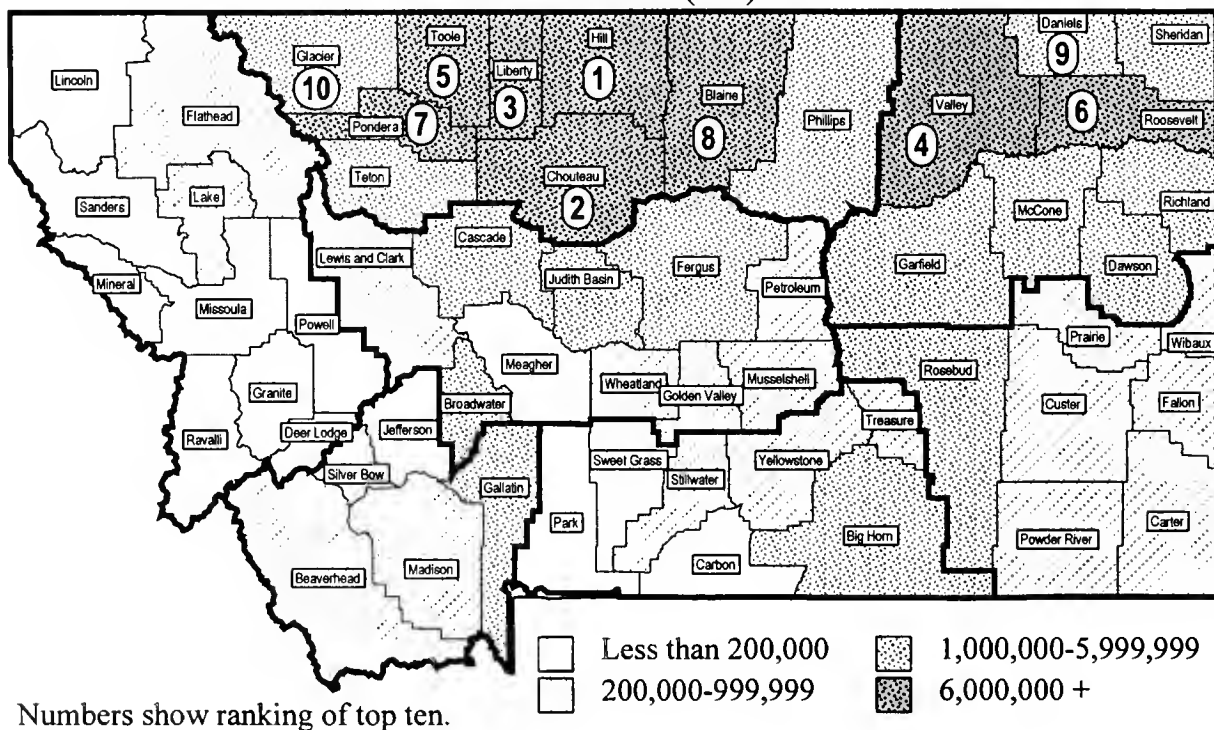 Lincoln
Flathead
Glacier
10
Toole
5
Liberty
3
Hill
1
Blaine
8
Phillips
Valley
4
Daniels
9
Sheridan
6
Roosevelt
Pondera
7
Teton
Chouteau
2
Sanders
Lake
Mineral
Missoula
Powell
Lewis and Clark
Cascade
Judith Basin
Fergus
Petroleum
Garfield
McCone
Richland
Dawson
Prairie
Wibaux
Granite
Ravalli
Deer Lodge
Silver Bow
Jefferson
Broadwater
Meagher
Wheatland
Golden Valley
Musselshell
Rosebud
Treasure
Custer
Fallon
Beaverhead
Madison
Gallatin
Park
Sweet Grass
Stillwater
Yellowstone
Carbon
Big Horn
Powder River
Carter
Less than 200,000
200,000-999,999
1,000,000-5,999,999
6,000,000 +
Numbers show ranking of top ten.